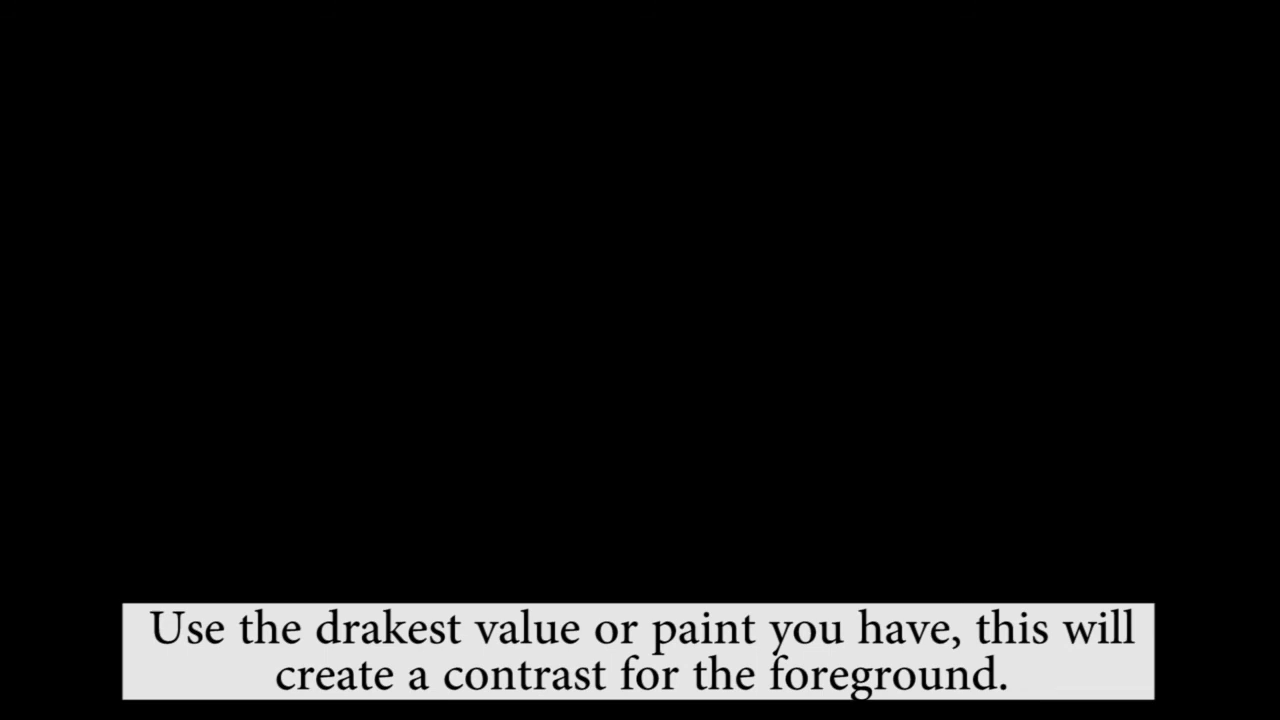 Use the drakest value or paint you have, this will
create a contrast for the foreground.